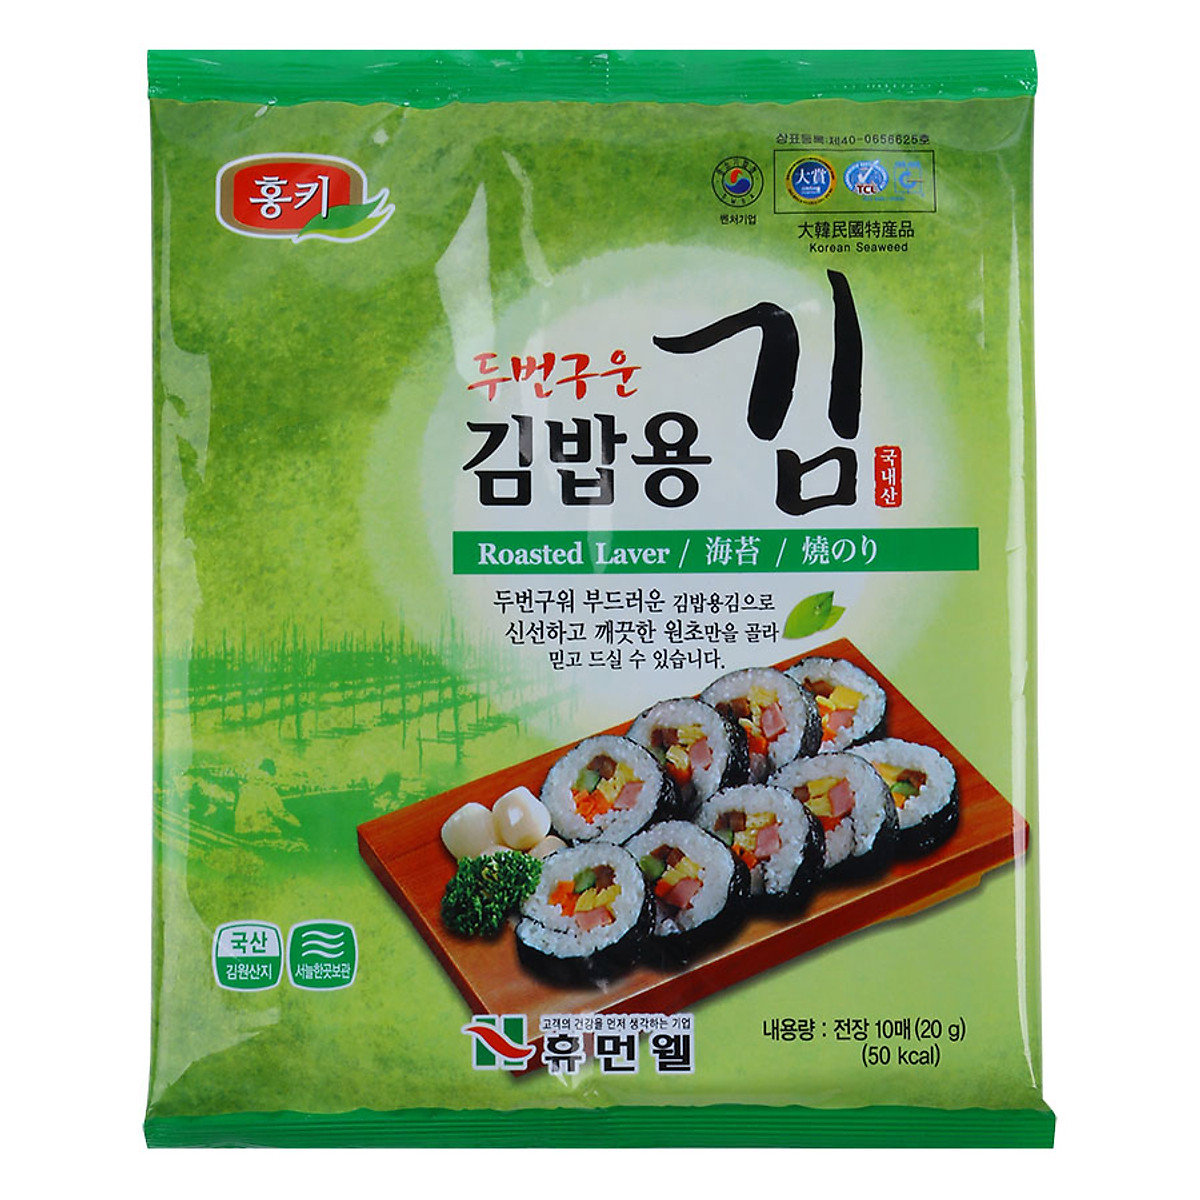 홍키
상표등록:제40-0656625호
벤처기업
大賞
TCL
大韓民國特産品
Korean Seaweed
두번구운
김밥용 김
국내산
Roasted Laver / 海苔 / 燒のり
두번구워 부드러운 김밥용김으로
신선하고 깨끗한 원초만을 골라
믿고 드실 수 있습니다.
국산
김원산지
서늘한곳보관
고객의 건강을 먼저 생각하는 기업
휴먼웰
내용량 : 전장 10매(20 g)
(50 kcal)